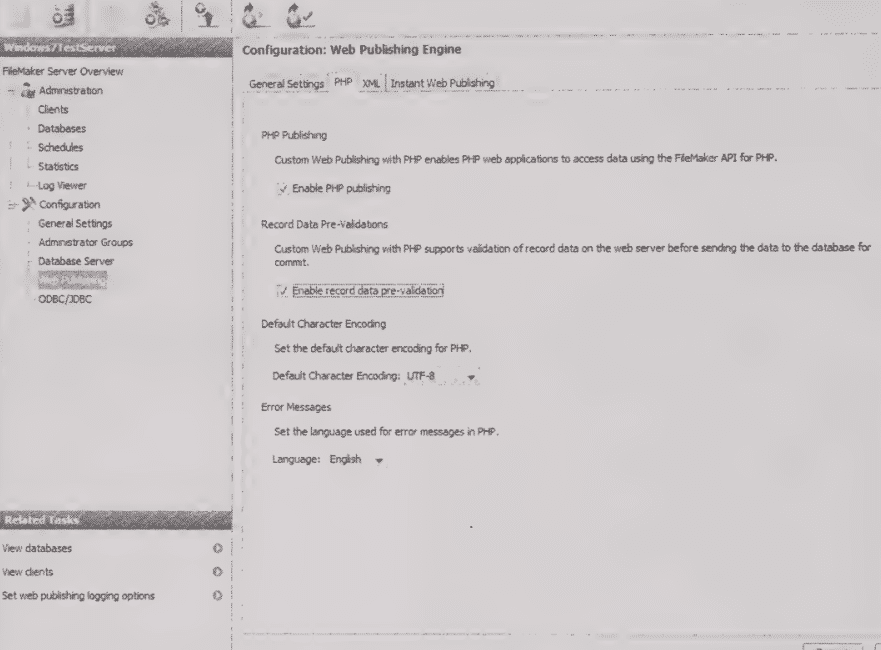 Windows7TestServer
FileMaker Server Overview
Administration
Clients
Databases
Schedules
Statistics
Log Viewer
Configuration
General Settings
Administrator Groups
Database Server
ODBC/JDBC
Related Tasks
View databases
View clients
Set web publishing logging options
Configuration: Web Publishing Engine
General Settings PHP XML Instant Web Publishing
PHP Publishing
Custom Web Publishing with PHP enables PHP web applications to access data using the FileMaker API for PHP.
Enable PHP publishing
Record Data Pre-Validations
Custom Web Publishing with PHP supports validation of record data on the web server before sending the data to the database for
commit.
Enable record data pre-validation
Default Character Encoding
Set the default character encoding for PHP.
Default Character Encoding: UTF-8
Error Messages
Set the language used for error messages in PHP.
Language: English